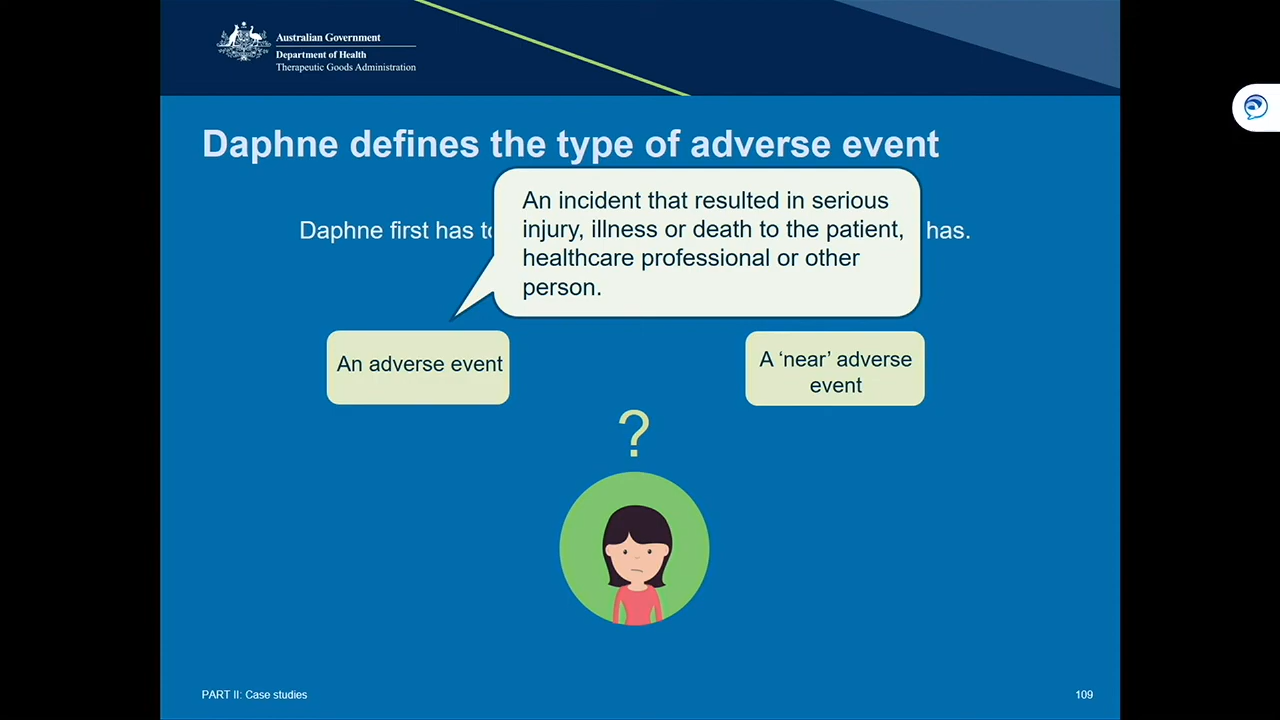 Australian Government
Department of Health
Therapeutic Goods Administration
Daphne defines the type of adverse event
An incident that resulted in serious
injury, illness or death to the patient,
healthcare professional or other
person.
Daphne first has
has.
An adverse event
A ‘near’ adverse
event
?
PART II: Case studies
109